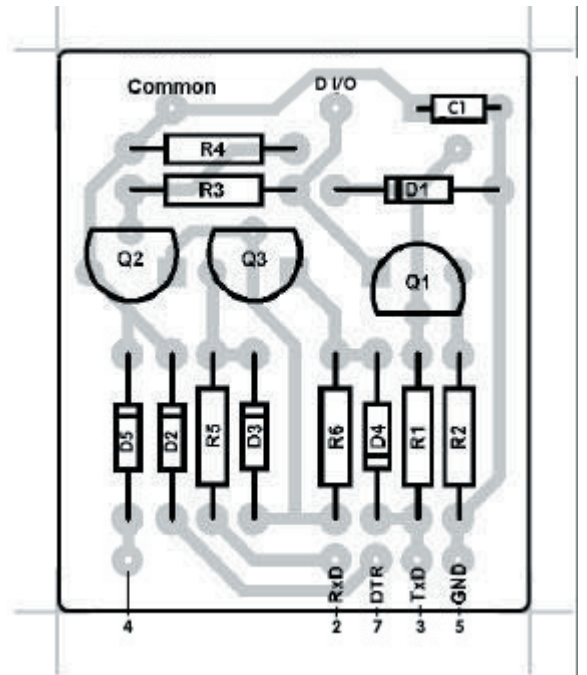 Common D I/O C1
R4
R3 D1
Q2 Q3 Q1
D5 D2 R5 D3 R6 D4 R1 R2
RxD DTR TxD GND
4 2 7 3 5